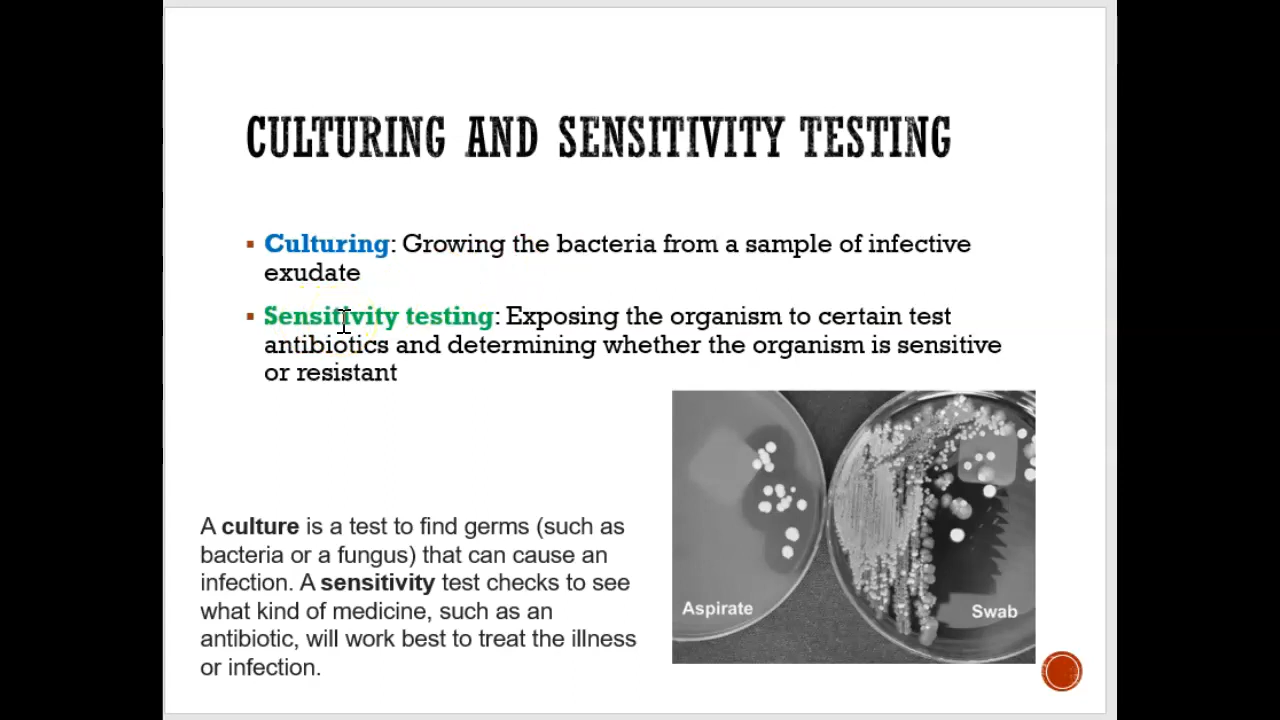 CULTURING AND SENSITIVITY TESTING
Culturing: Growing the bacteria from a sample of infective
exudate
Sensitivity testing: Exposing the organism to certain test
antibiotics and determining whether the organism is sensitive
or resistant
A culture is a test to find germs (such as
bacteria or a fungus) that can cause an
infection. A sensitivity test checks to see
what kind of medicine, such as an
antibiotic, will work best to treat the illness
or infection.
Aspirate
Swab